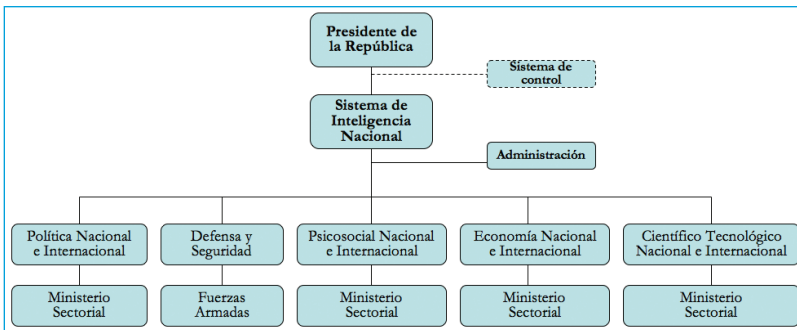 Presidente de
la República
Sistema de
control
Sistema de
Inteligencia
Nacional
Administración
Política Nacional
e Internacional
Defensa y
Seguridad
Psicosocial Nacional
e Internacional
Economía Nacional
e Internacional
Científico Tecnológico
Nacional e Internacional
Ministerio
Sectorial
Fuerzas
Armadas
Ministerio
Sectorial
Ministerio
Sectorial
Ministerio
Sectorial